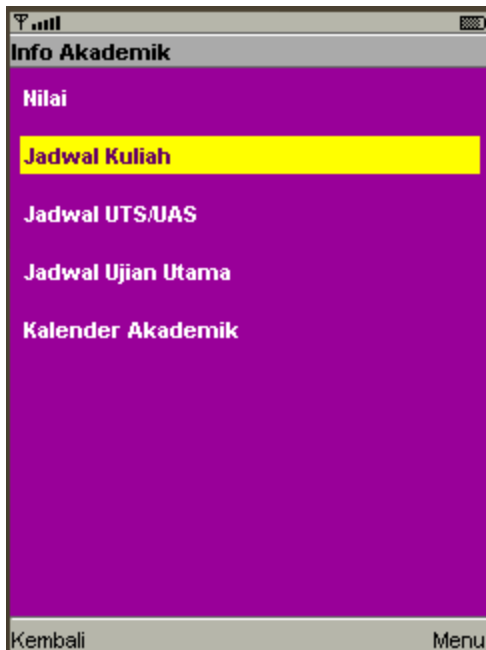 Info Akademik
Nilai
Jadwal Kuliah
Jadwal UTS/UAS
Jadwal Ujian Utama
Kalender Akademik
Kembali Menu